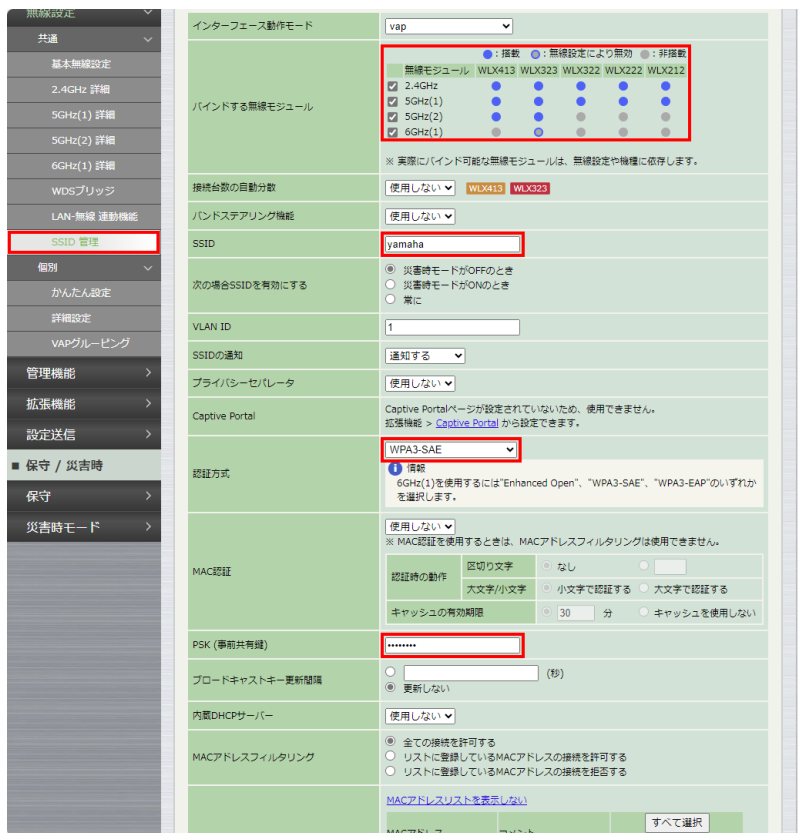 無線設定
共通
基本無線設定
2.4GHz 詳細
5GHz(1) 詳細
5GHz(2) 詳細
6GHz(1) 詳細
WDSブリッジ
LAN-無線 連動機能
SSID 管理
個別
かんたん設定
詳細設定
VAPグルーピング
管理機能
拡張機能
設定送信
■ 保守 / 災害時
保守
災害時モード
インターフェース動作モード
vap
バインドする無線モジュール
：搭載 ：無線設定により無効 ：非搭載
無線モジュール WLX413 WLX323 WLX322 WLX222 WLX212
2.4GHz
5GHz(1)
5GHz(2)
6GHz(1)
※ 実際にバインド可能な無線モジュールは、無線設定や機種に依存します。
接続台数の自動分散
使用しない WLX413 WLX323
バンドステアリング機能
使用しない
SSID
yamaha
次の場合SSIDを有効にする
災害時モードがOFFのとき
災害時モードがONのとき
常に
VLAN ID
1
SSIDの通知
通知する
プライバシーセパレータ
使用しない
Captive Portal
Captive Portalページが設定されていないため、使用できません。
拡張機能 > Captive Portal から設定できます。
認証方式
WPA3-SAE
情報
6GHz(1)を使用するには"Enhanced Open"、"WPA3-SAE"、"WPA3-EAP"のいずれか
を選択します。
MAC認証
使用しない
※ MAC認証を使用するときは、MACアドレスフィルタリングは使用できません。
認証時の動作
区切り文字 なし
大文字/小文字 小文字で認証する 大文字で認証する
キャッシュの有効期限 30 分 キャッシュを使用しない
PSK (事前共有鍵)
••••••••
ブロードキャストキー更新間隔
(秒)
更新しない
内蔵DHCPサーバー
使用しない
MACアドレスフィルタリング
全ての接続を許可する
リストに登録しているMACアドレスの接続を許可する
リストに登録しているMACアドレスの接続を拒否する
MACアドレスリストを表示しない
すべて選択
MACアドレス コメント